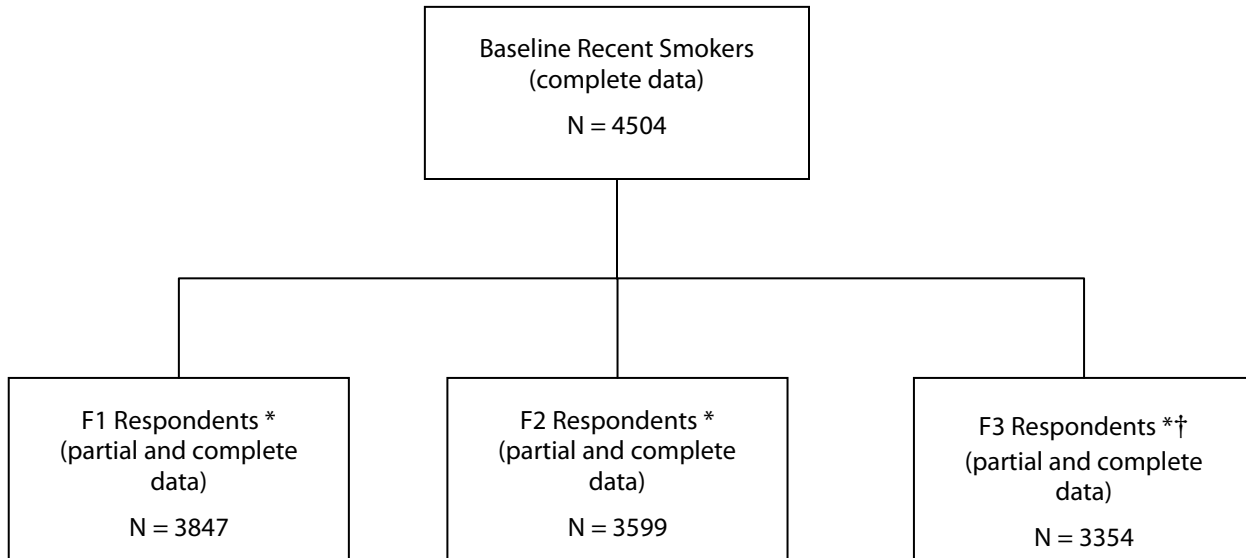 Baseline Recent Smokers
(complete data)
N = 4504
F1 Respondents *
(partial and complete
data)
N = 3847
F2 Respondents *
(partial and complete
data)
N = 3599
F3 Respondents *†
(partial and complete
data)
N = 3354